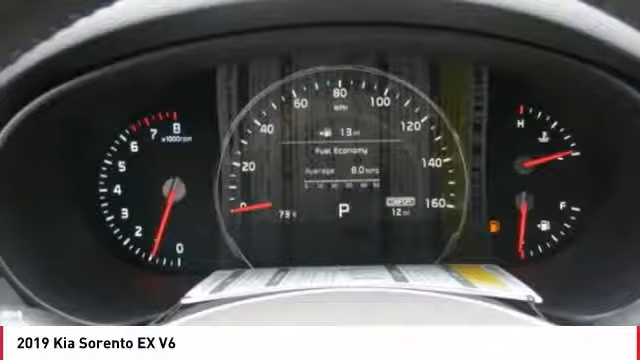 80
60 MPH 100
40 120
20 140
0 160
13 mi
Fuel Economy
Average 8.0 MPG
P
COMFORT
12 mi
8
7 x1000rpm
6
5
4
3
2
1
0
H
F
2019 Kia Sorento EX V6